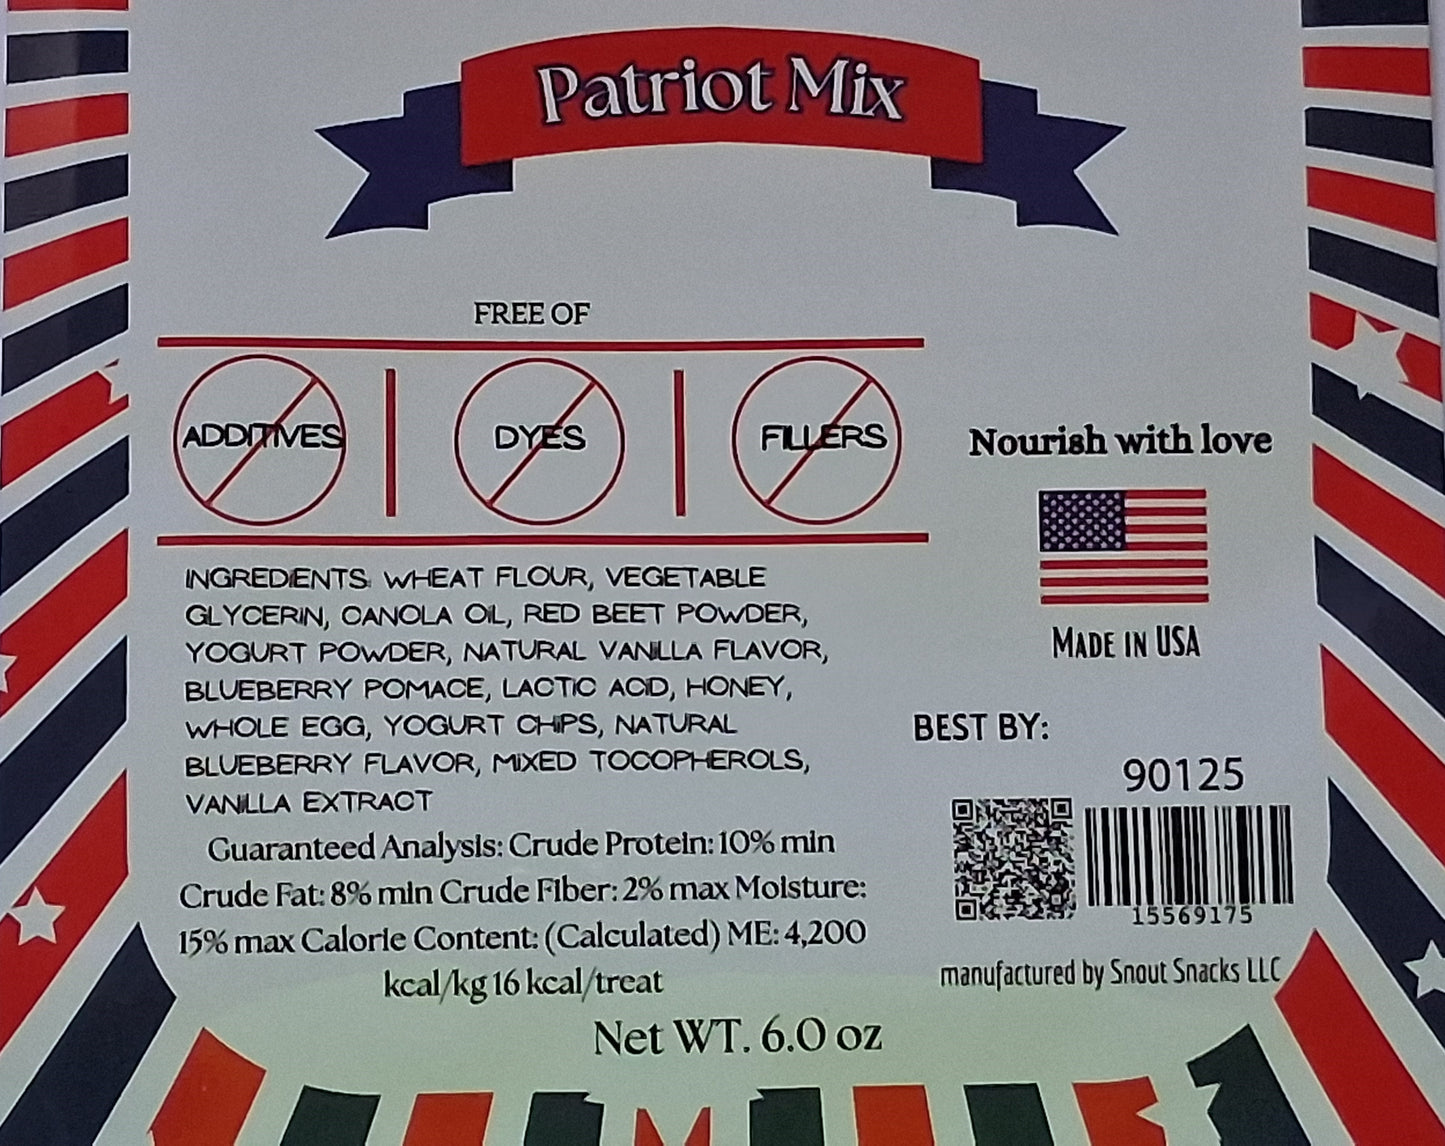 Patriot Mix
FREE OF
ADDITIVES
DYES
FILLERS
Nourish with love
MADE IN USA
INGREDIENTS: WHEAT FLOUR, VEGETABLE
GLYCERIN, CANOLA OIL, RED BEET POWDER,
YOGURT POWDER, NATURAL VANILLA FLAVOR,
BLUEBERRY POMACE, LACTIC ACID, HONEY,
WHOLE EGG, YOGURT CHIPS, NATURAL
BLUEBERRY FLAVOR, MIXED TOCOPHEROLS,
VANILLA EXTRACT
Guaranteed Analysis: Crude Protein: 10% min
Crude Fat: 8% min Crude Fiber: 2% max Moisture:
15% max Calorie Content: (Calculated) ME: 4,200
kcal/kg 16 kcal/treat
BEST BY:
90125
15569175
manufactured by Snout Snacks LLC
Net WT. 6.0 oz